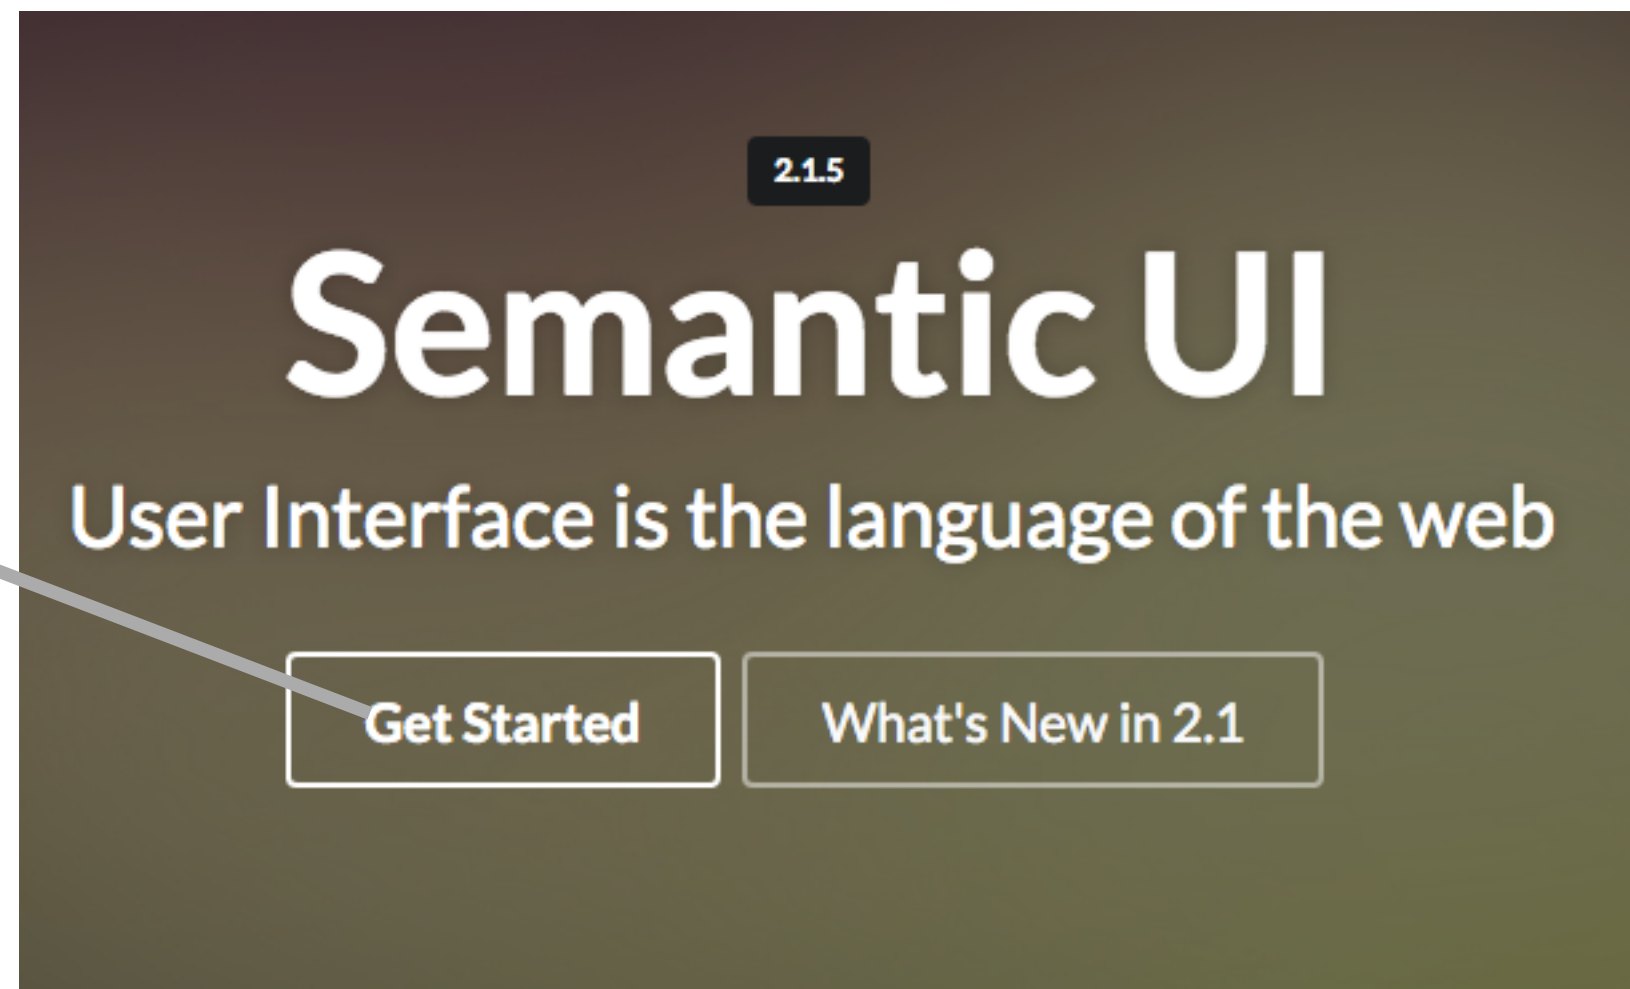 2.1.5
Semantic UI
User Interface is the language of the web
Get Started
What's New in 2.1